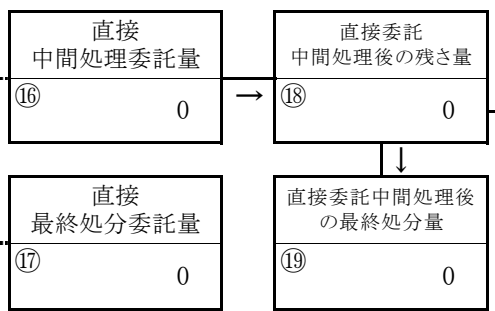 直接
中間処理委託量
⑯
0
→
直接委託
中間処理後の残さ量
⑱
0
↓
直接
最終処分委託量
⑰
0
直接委託中間処理後
の最終処分量
⑲
0